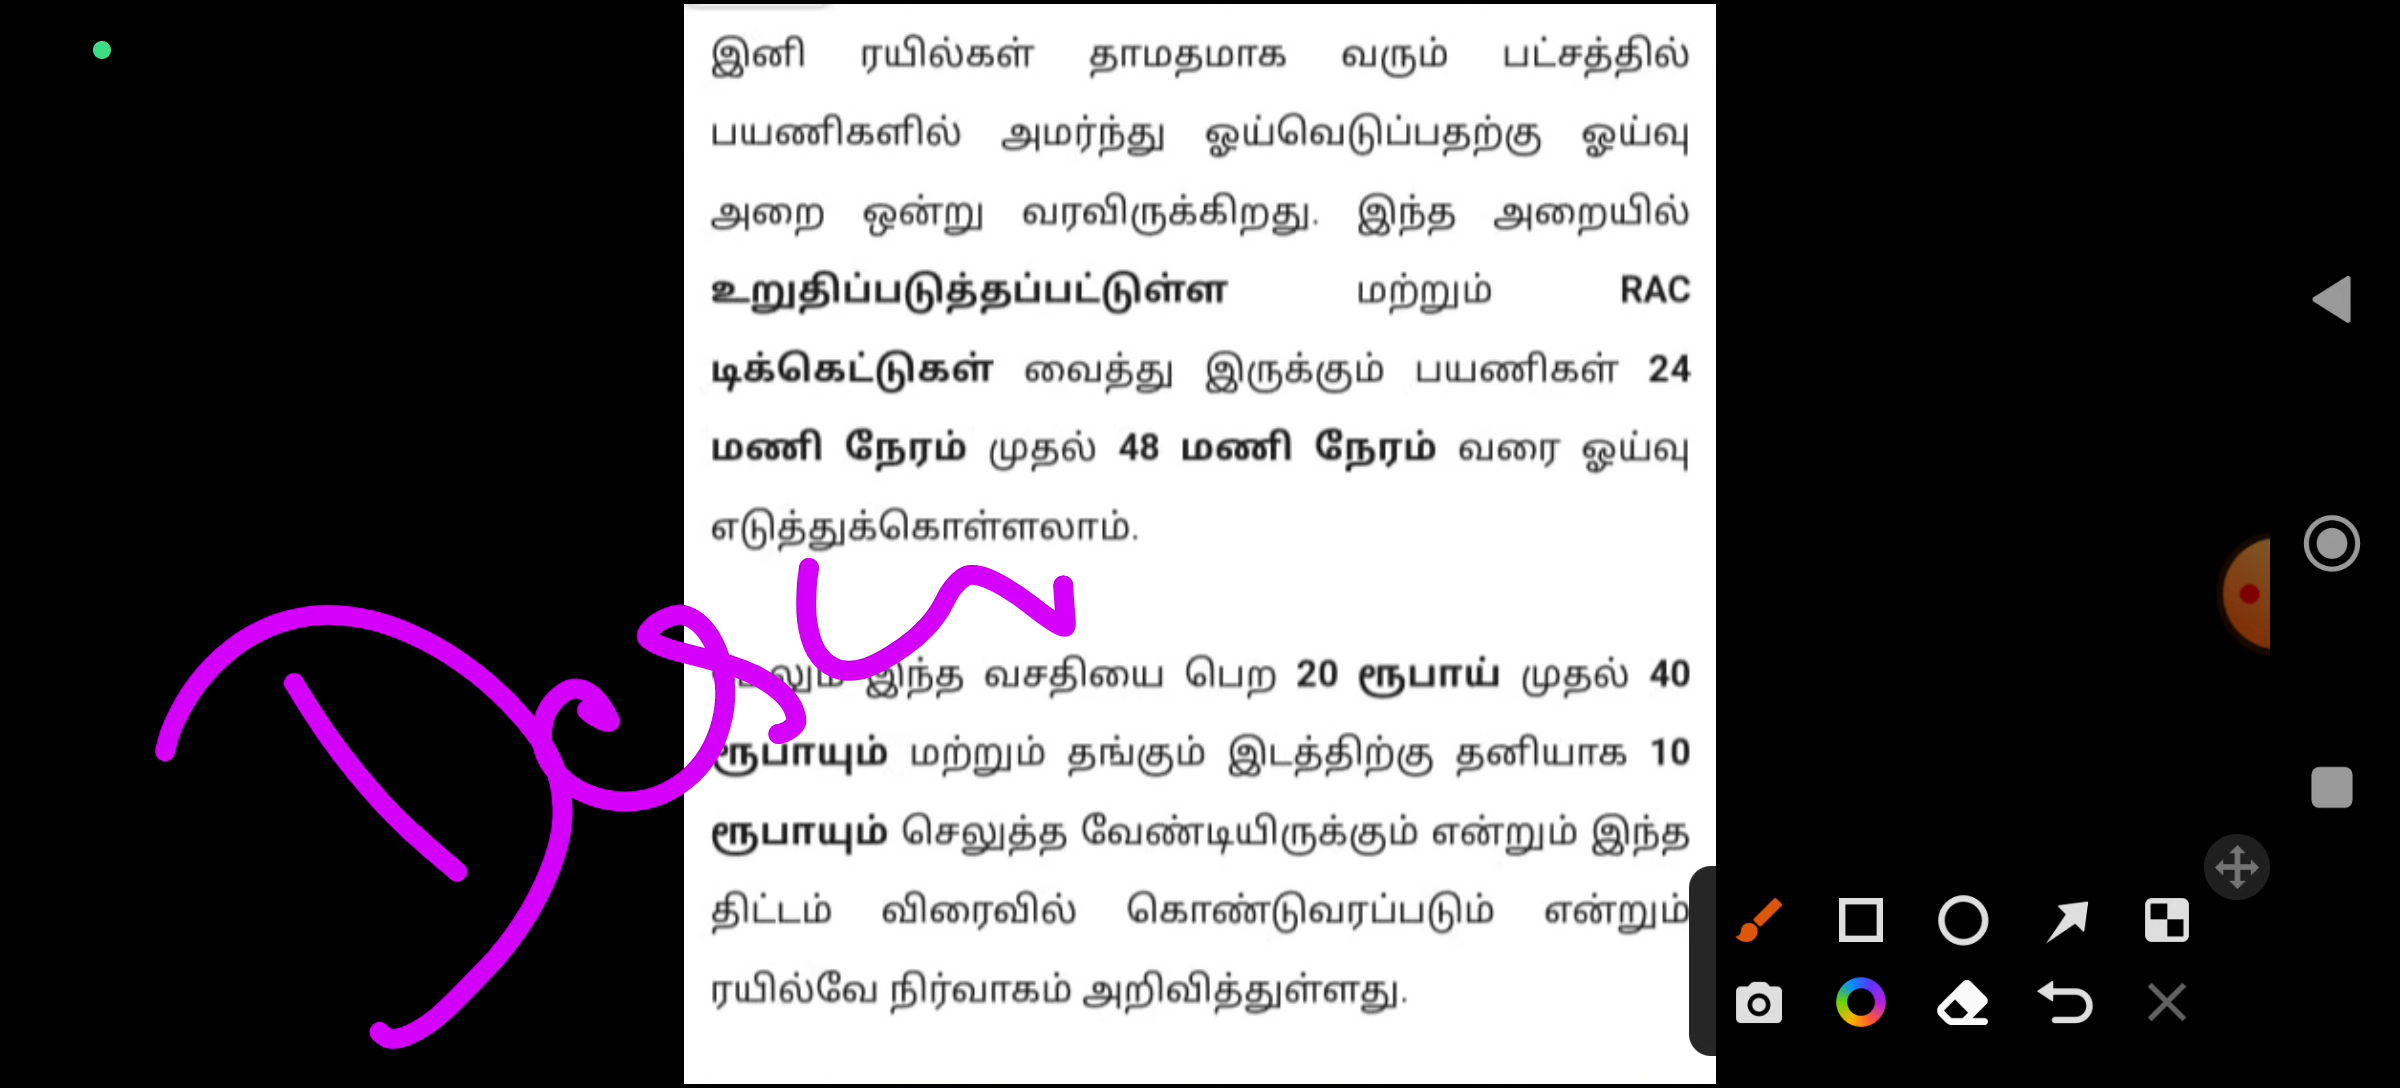 இனி ரயில்கள் தாமதமாக வரும் பட்சத்தில்
பயணிகளில் அமர்ந்து ஓய்வெடுப்பதற்கு ஓய்வு
அறை ஒன்று வரவிருக்கிறது. இந்த அறையில்
உறுதிப்படுத்தப்பட்டுள்ள மற்றும் RAC
டிக்கெட்டுகள் வைத்து இருக்கும் பயணிகள் 24
மணி நேரம் முதல் 48 மணி நேரம் வரை ஓய்வு
எடுத்துக்கொள்ளலாம்.
இந்த வசதியை பெற 20 ரூபாய் முதல் 40
ரூபாயும் மற்றும் தங்கும் இடத்திற்கு தனியாக 10
ரூபாயும் செலுத்த வேண்டியிருக்கும் என்றும் இந்த
திட்டம் விரைவில் கொண்டுவரப்படும் என்றும்
ரயில்வே நிர்வாகம் அறிவித்துள்ளது.